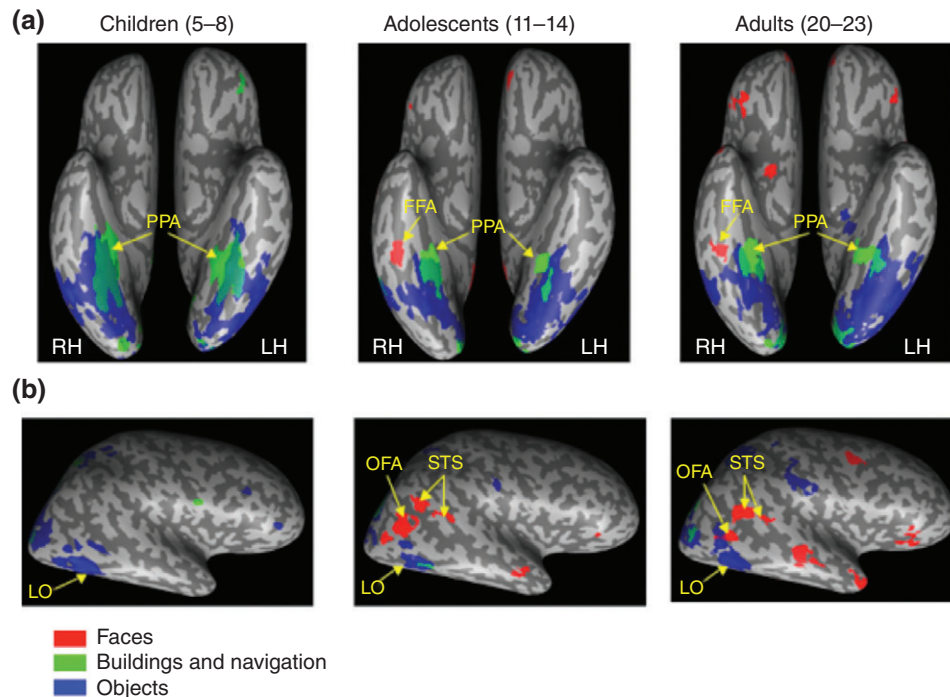 (a)
Children (5–8)
Adolescents (11–14)
Adults (20–23)
PPA
RH
LH
FFA
PPA
RH
LH
FFA
PPA
RH
LH
(b)
LO
OFA
STS
LO
OFA
STS
LO
Faces
Buildings and navigation
Objects